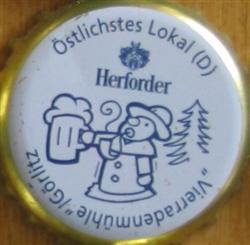 Östlichstes Lokal (D)
Herforder
"Vierradenmühle"/Görlitz